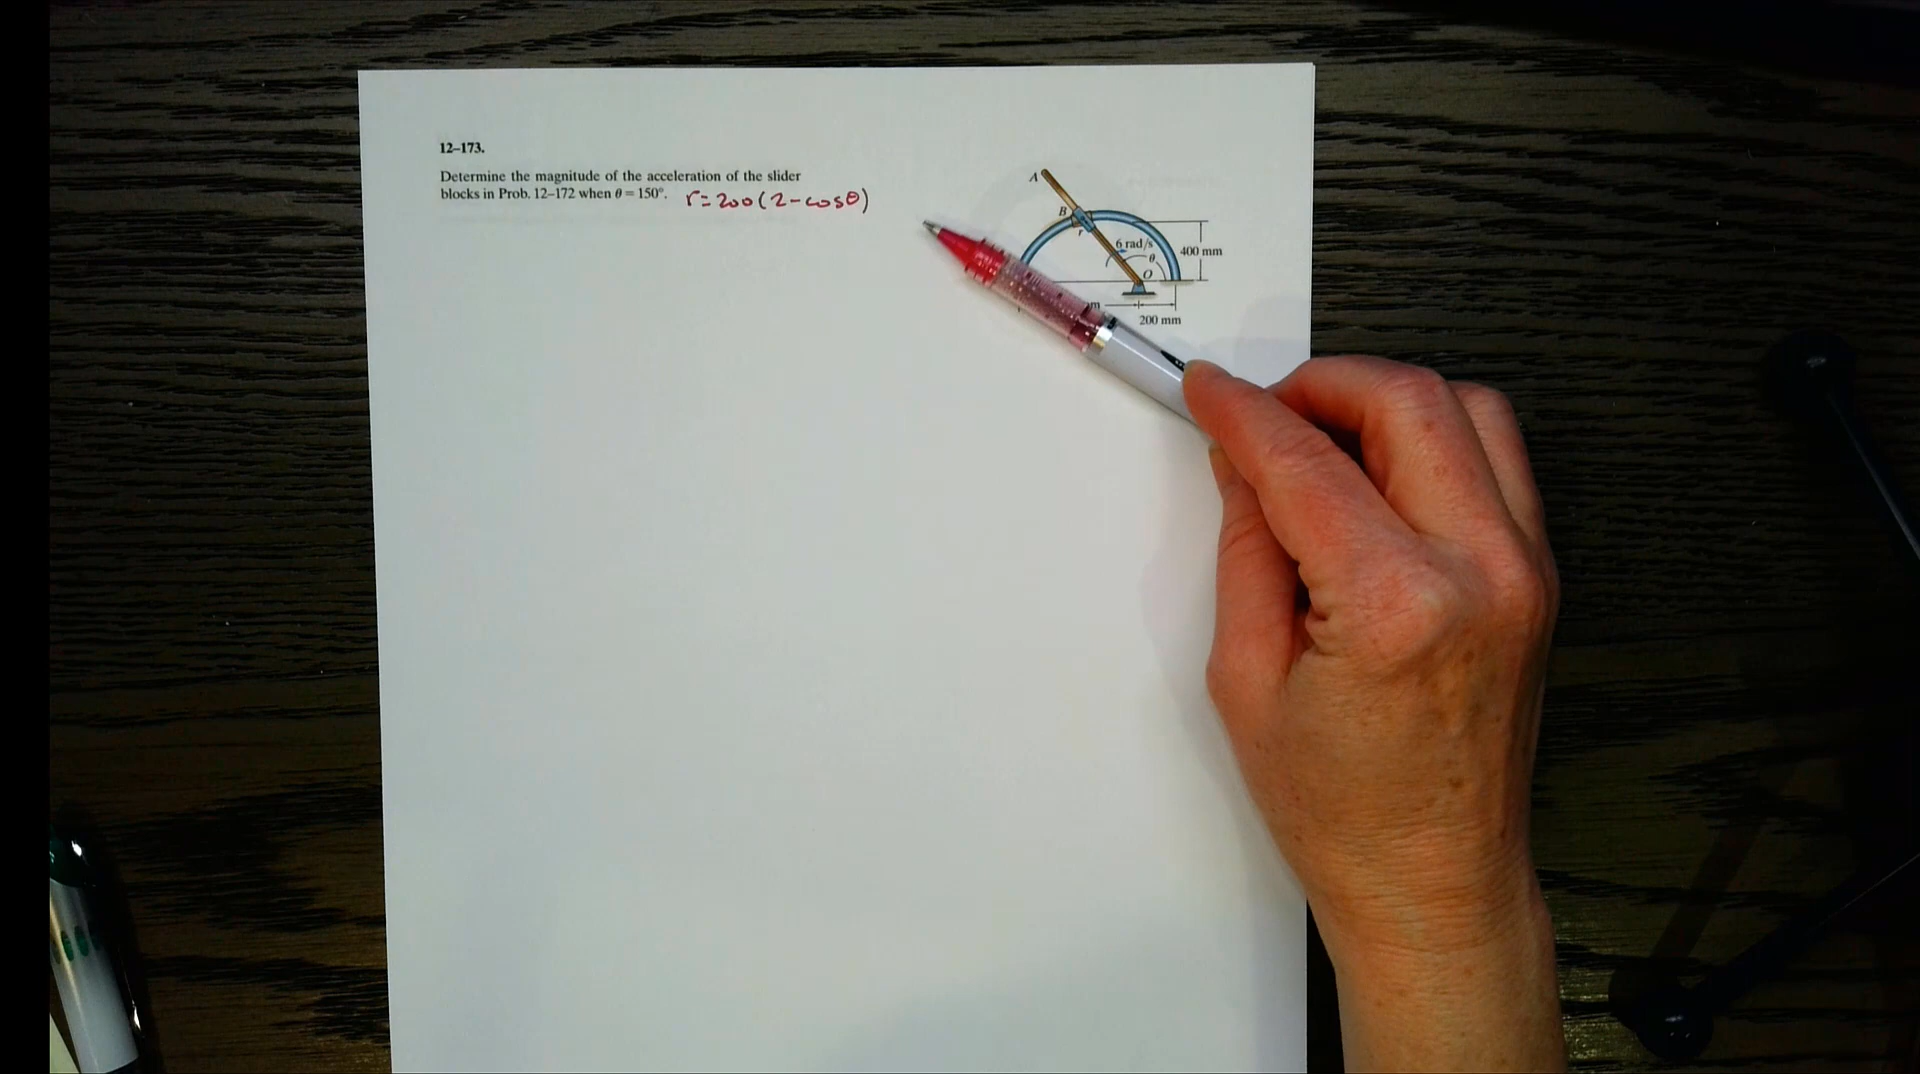 12–173.
Determine the magnitude of the acceleration of the slider
blocks in Prob. 12–172 when θ = 150°. r=200(2-cosθ)
A
B
r
6 rad/s
θ
400 mm
O
200 mm